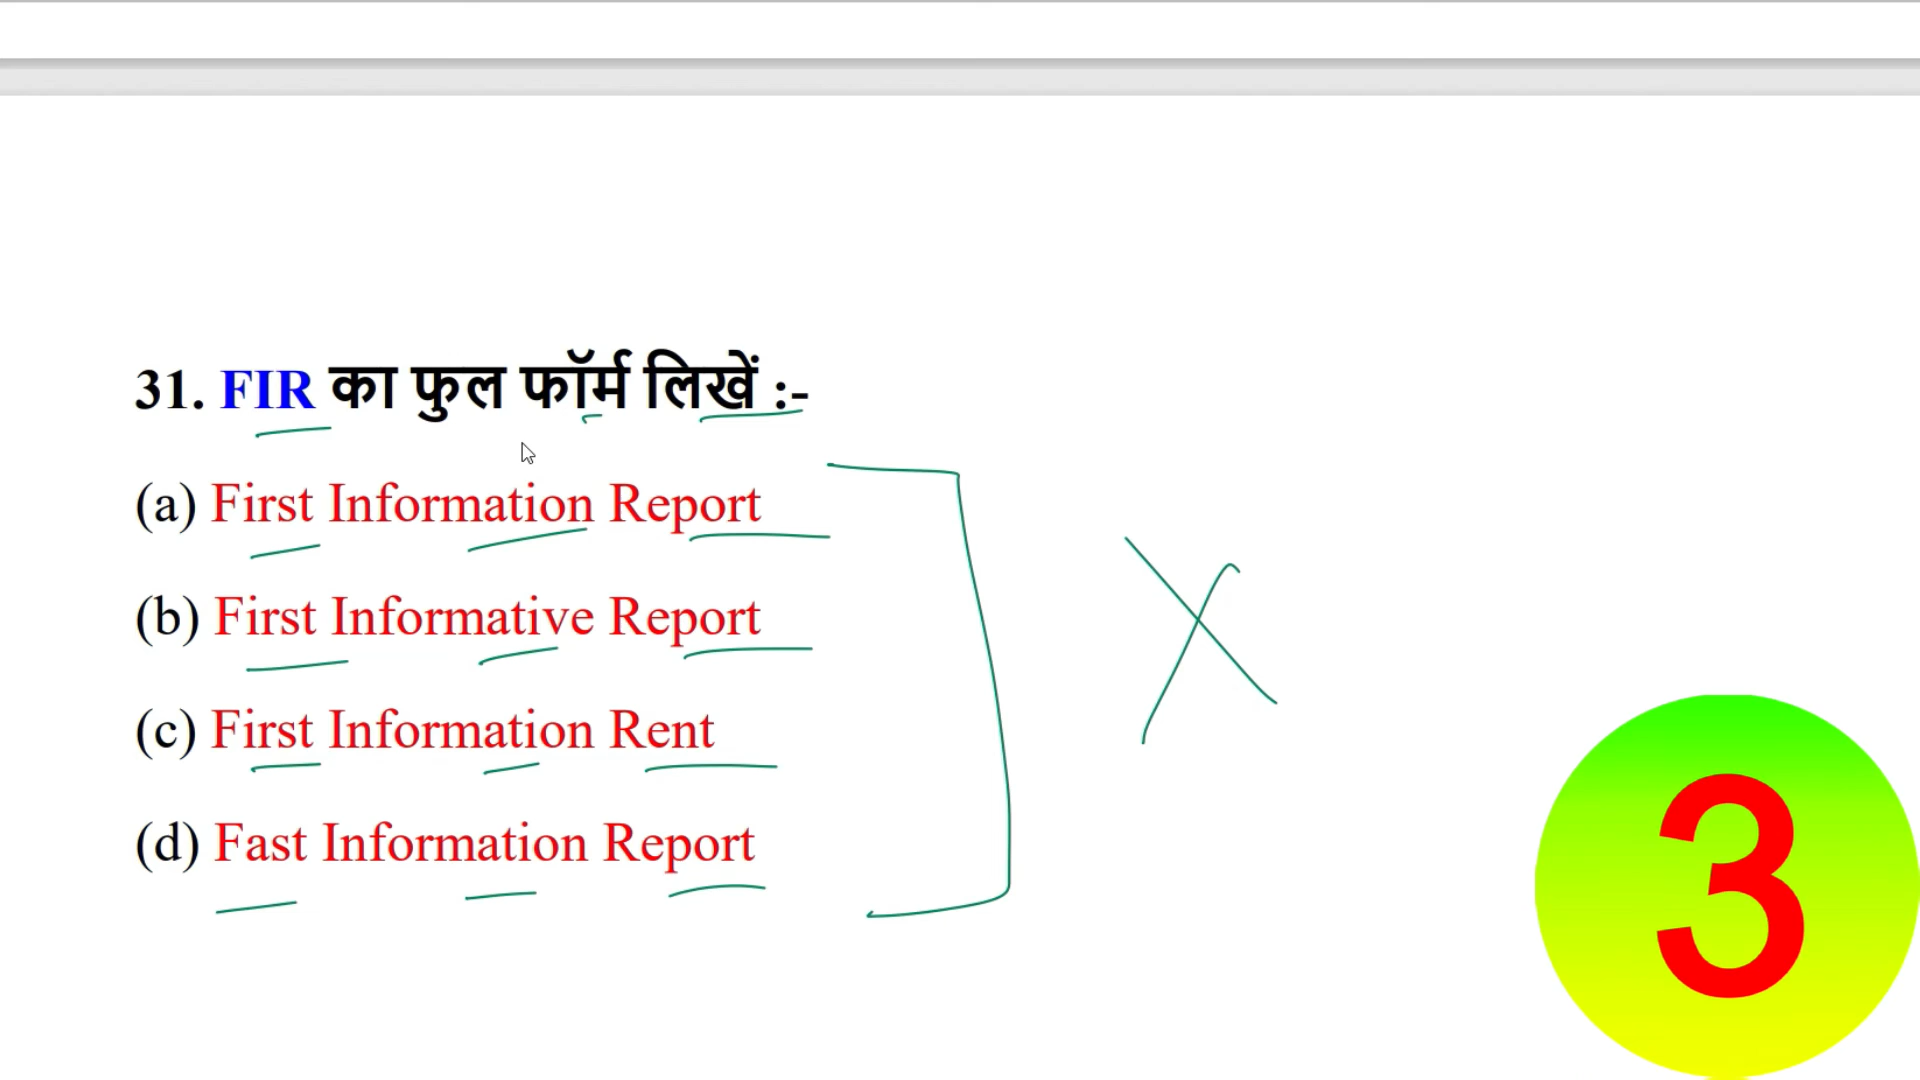 31. FIR का फुल फॉर्म लिखें :-
(a) First Information Report
(b) First Informative Report
(c) First Information Rent
(d) Fast Information Report
3